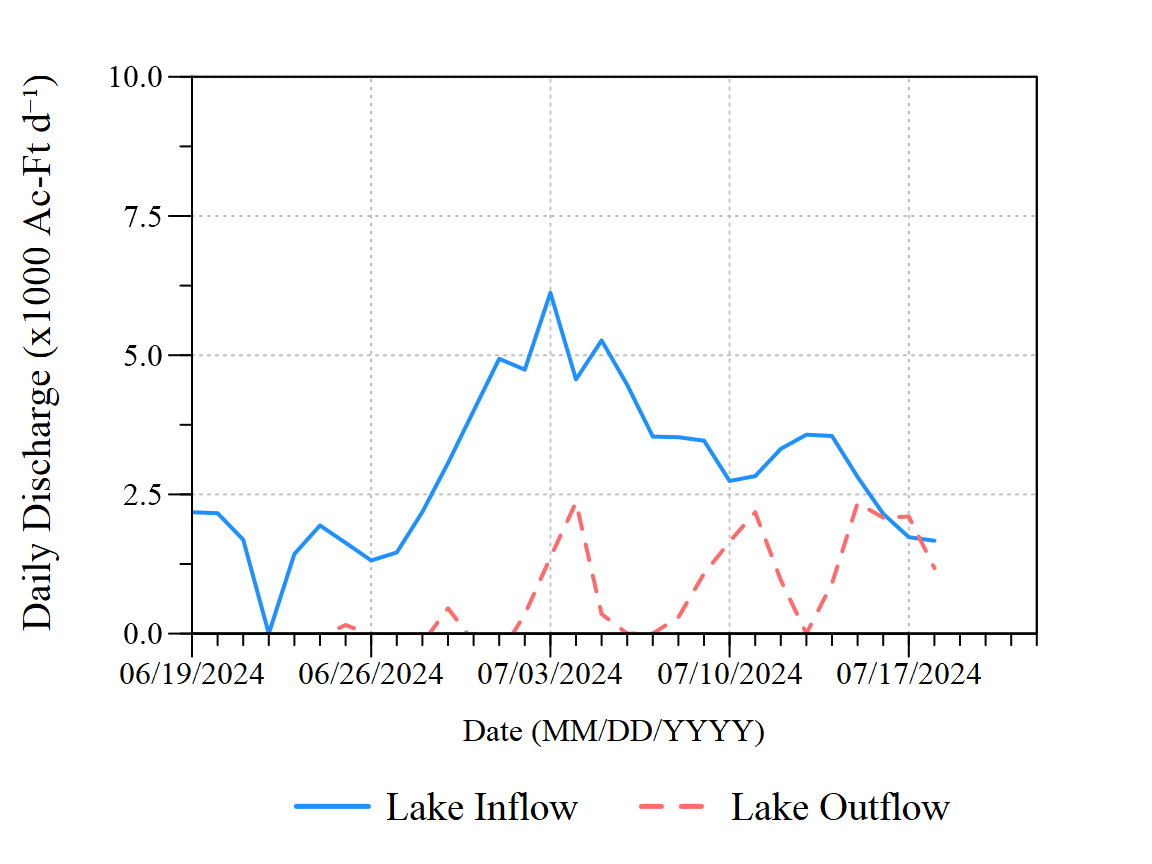 Daily Discharge (x1000 Ac-Ft d⁻¹)
10.0
7.5
5.0
2.5
0.0
06/19/2024 06/26/2024 07/03/2024 07/10/2024 07/17/2024
Date (MM/DD/YYYY)
Lake Inflow Lake Outflow